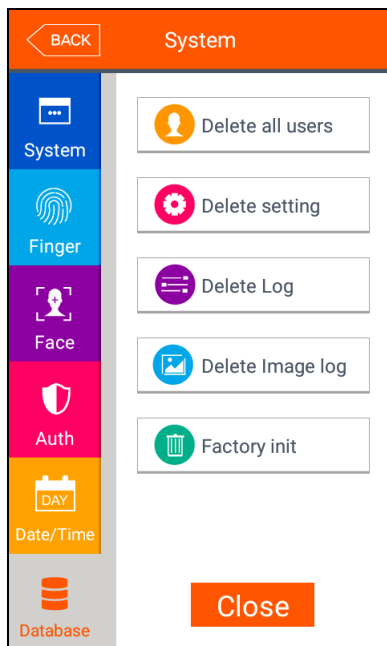 BACK
System
System
Finger
Face
Auth
DAY
Date/Time
Database
Delete all users
Delete setting
Delete Log
Delete Image log
Factory init
Close